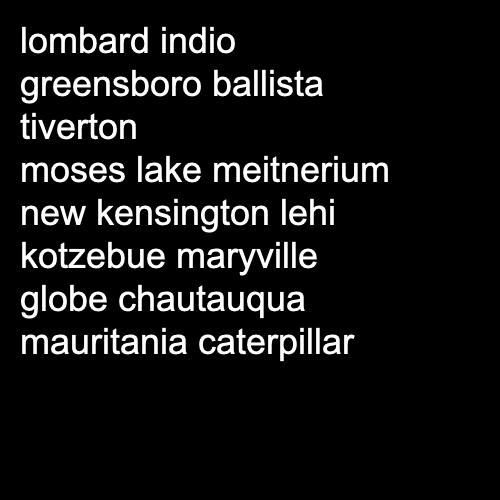 lombard indio
greensboro ballista
tiverton
moses lake meitnerium
new kensington lehi
kotzebue maryville
globe chautauqua
mauritania caterpillar